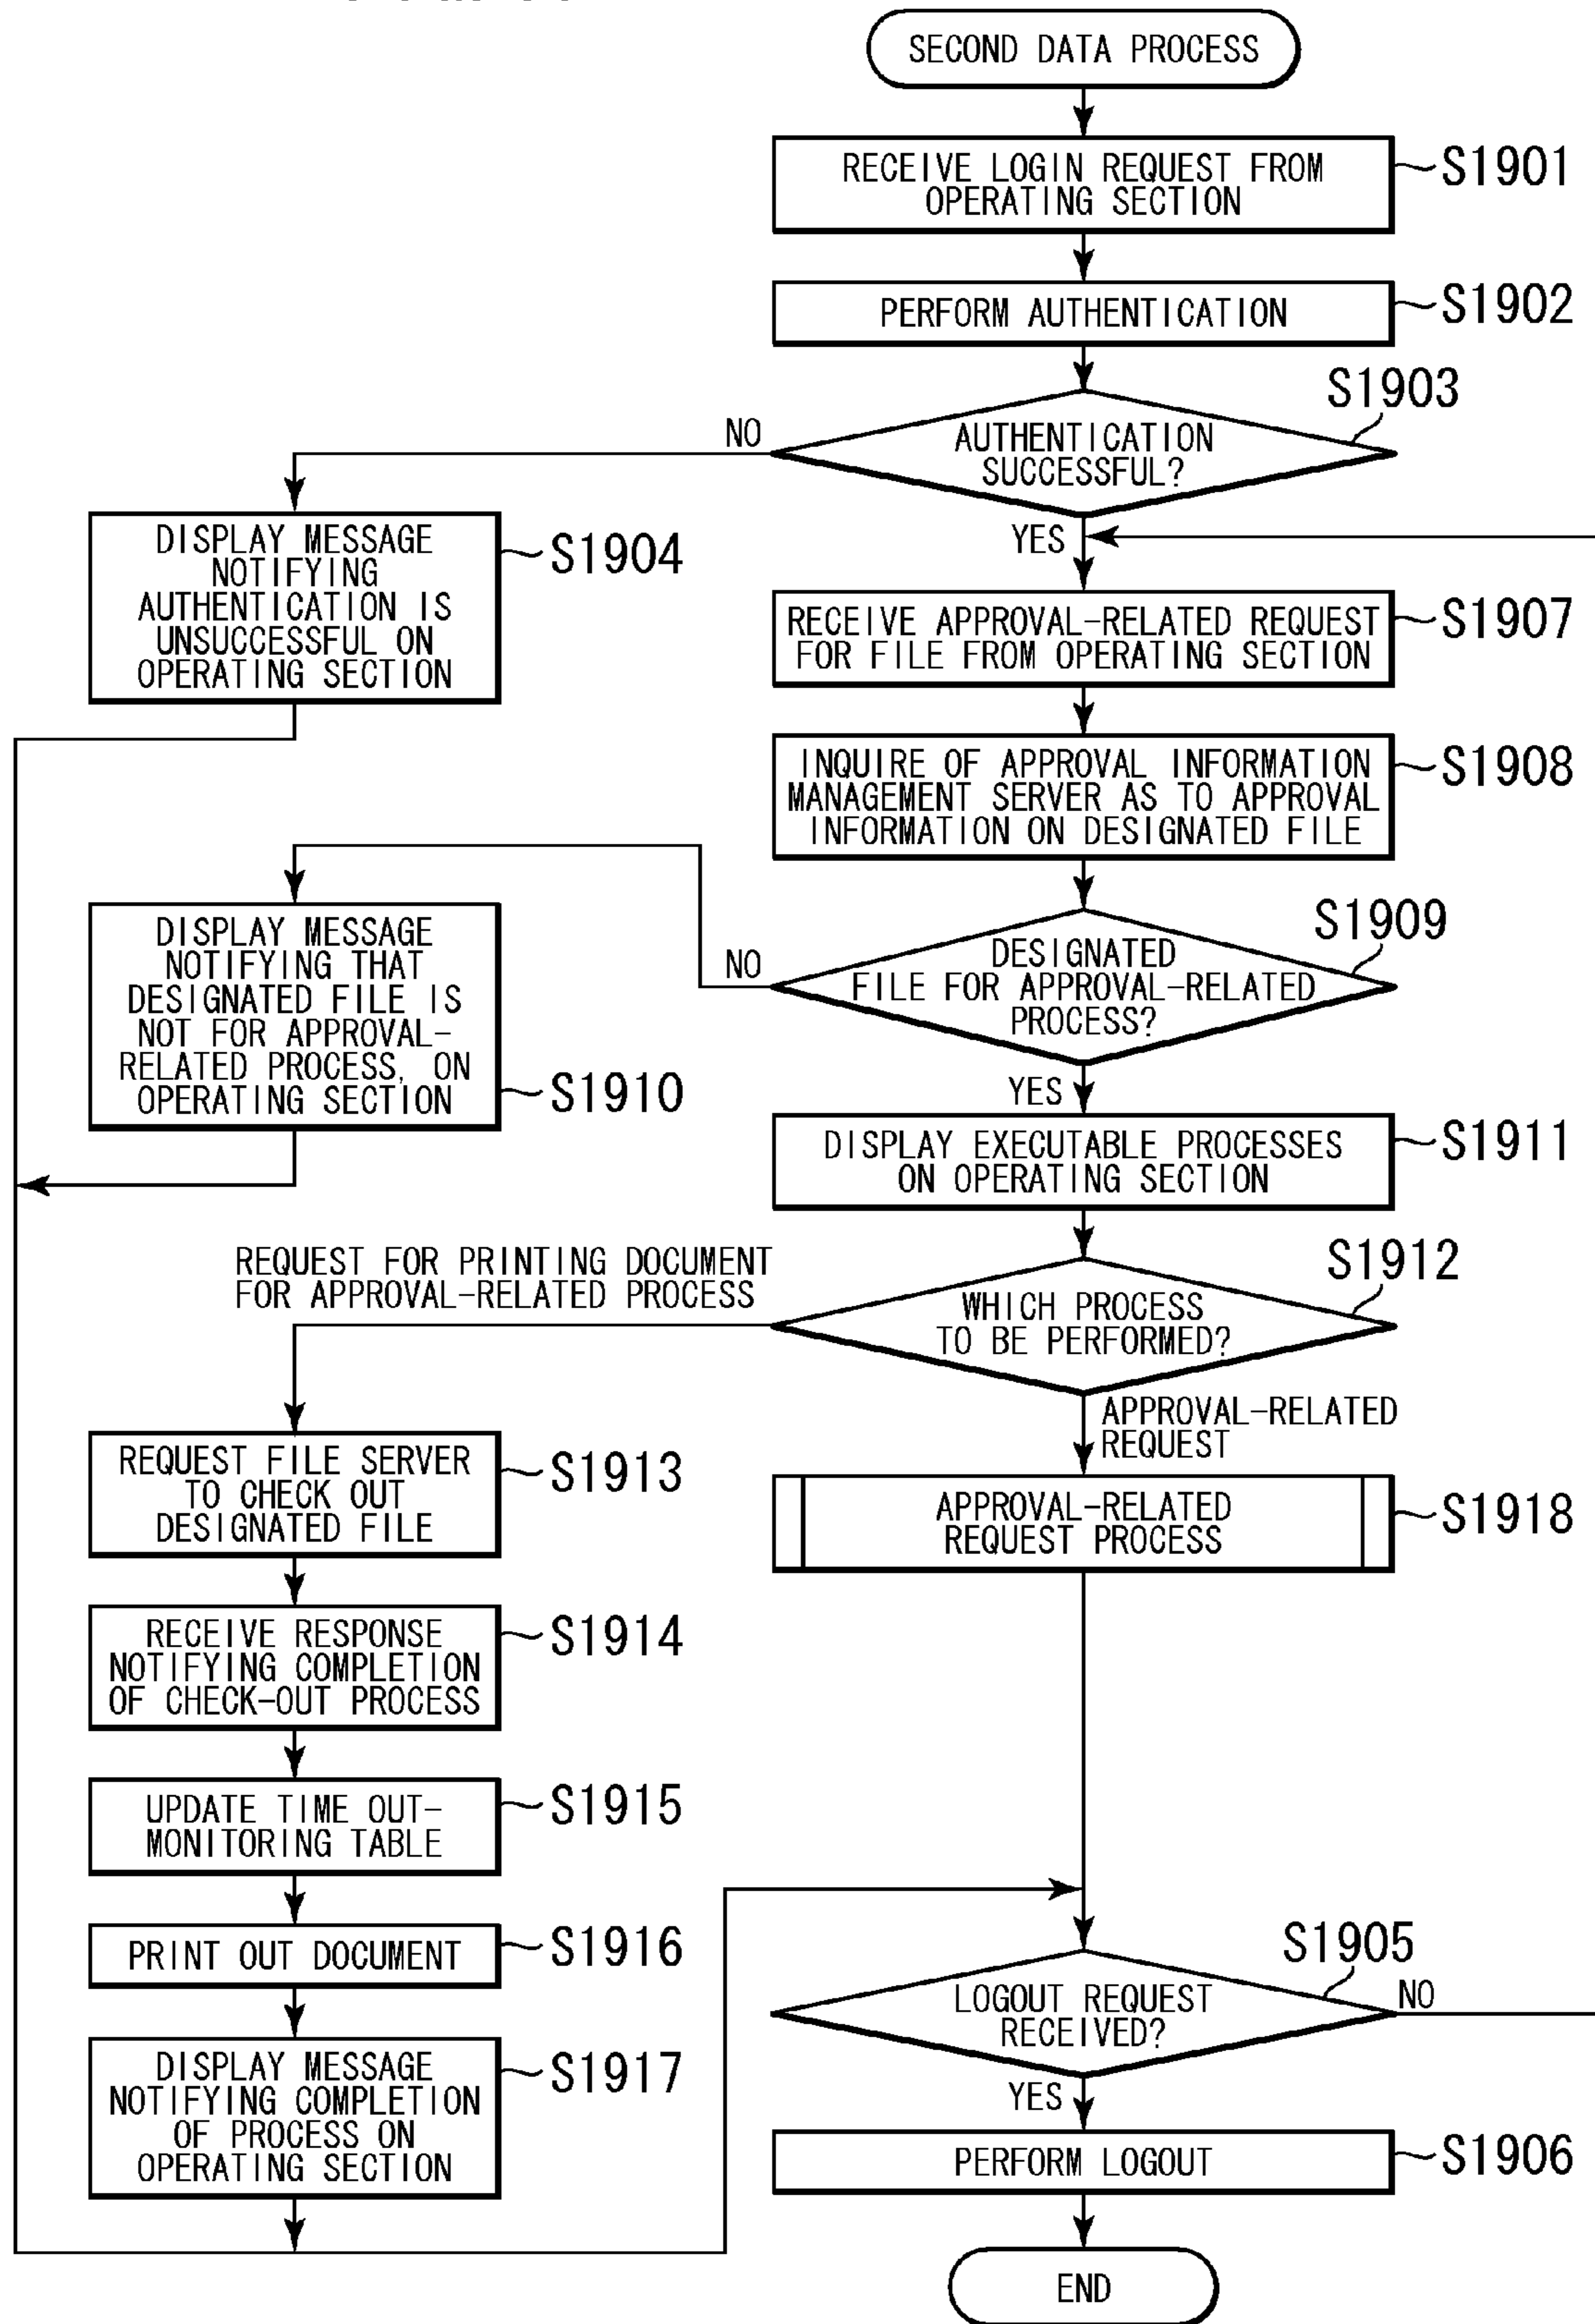 SECOND DATA PROCESS
RECEIVE LOGIN REQUEST FROM
OPERATING SECTION
S1901
PERFORM AUTHENTICATION
S1902
S1903
AUTHENTICATION
SUCCESSFUL?
NO
YES
DISPLAY MESSAGE
NOTIFYING
AUTHENTICATION IS
UNSUCCESSFUL ON
OPERATING SECTION
S1904
RECEIVE APPROVAL-RELATED REQUEST
FOR FILE FROM OPERATING SECTION
S1907
INQUIRE OF APPROVAL INFORMATION
MANAGEMENT SERVER AS TO APPROVAL
INFORMATION ON DESIGNATED FILE
S1908
S1909
DESIGNATED
FILE FOR APPROVAL-RELATED
PROCESS?
NO
YES
DISPLAY MESSAGE
NOTIFYING THAT
DESIGNATED FILE IS
NOT FOR APPROVAL-
RELATED PROCESS, ON
OPERATING SECTION
S1910
DISPLAY EXECUTABLE PROCESSES
ON OPERATING SECTION
S1911
S1912
WHICH PROCESS
TO BE PERFORMED?
REQUEST FOR PRINTING DOCUMENT
FOR APPROVAL-RELATED PROCESS
APPROVAL-RELATED
REQUEST
REQUEST FILE SERVER
TO CHECK OUT
DESIGNATED FILE
S1913
APPROVAL-RELATED
REQUEST PROCESS
S1918
RECEIVE RESPONSE
NOTIFYING COMPLETION
OF CHECK-OUT PROCESS
S1914
UPDATE TIME OUT-
MONITORING TABLE
S1915
PRINT OUT DOCUMENT
S1916
DISPLAY MESSAGE
NOTIFYING COMPLETION
OF PROCESS ON
OPERATING SECTION
S1917
S1905
LOGOUT REQUEST
RECEIVED?
NO
YES
PERFORM LOGOUT
S1906
END